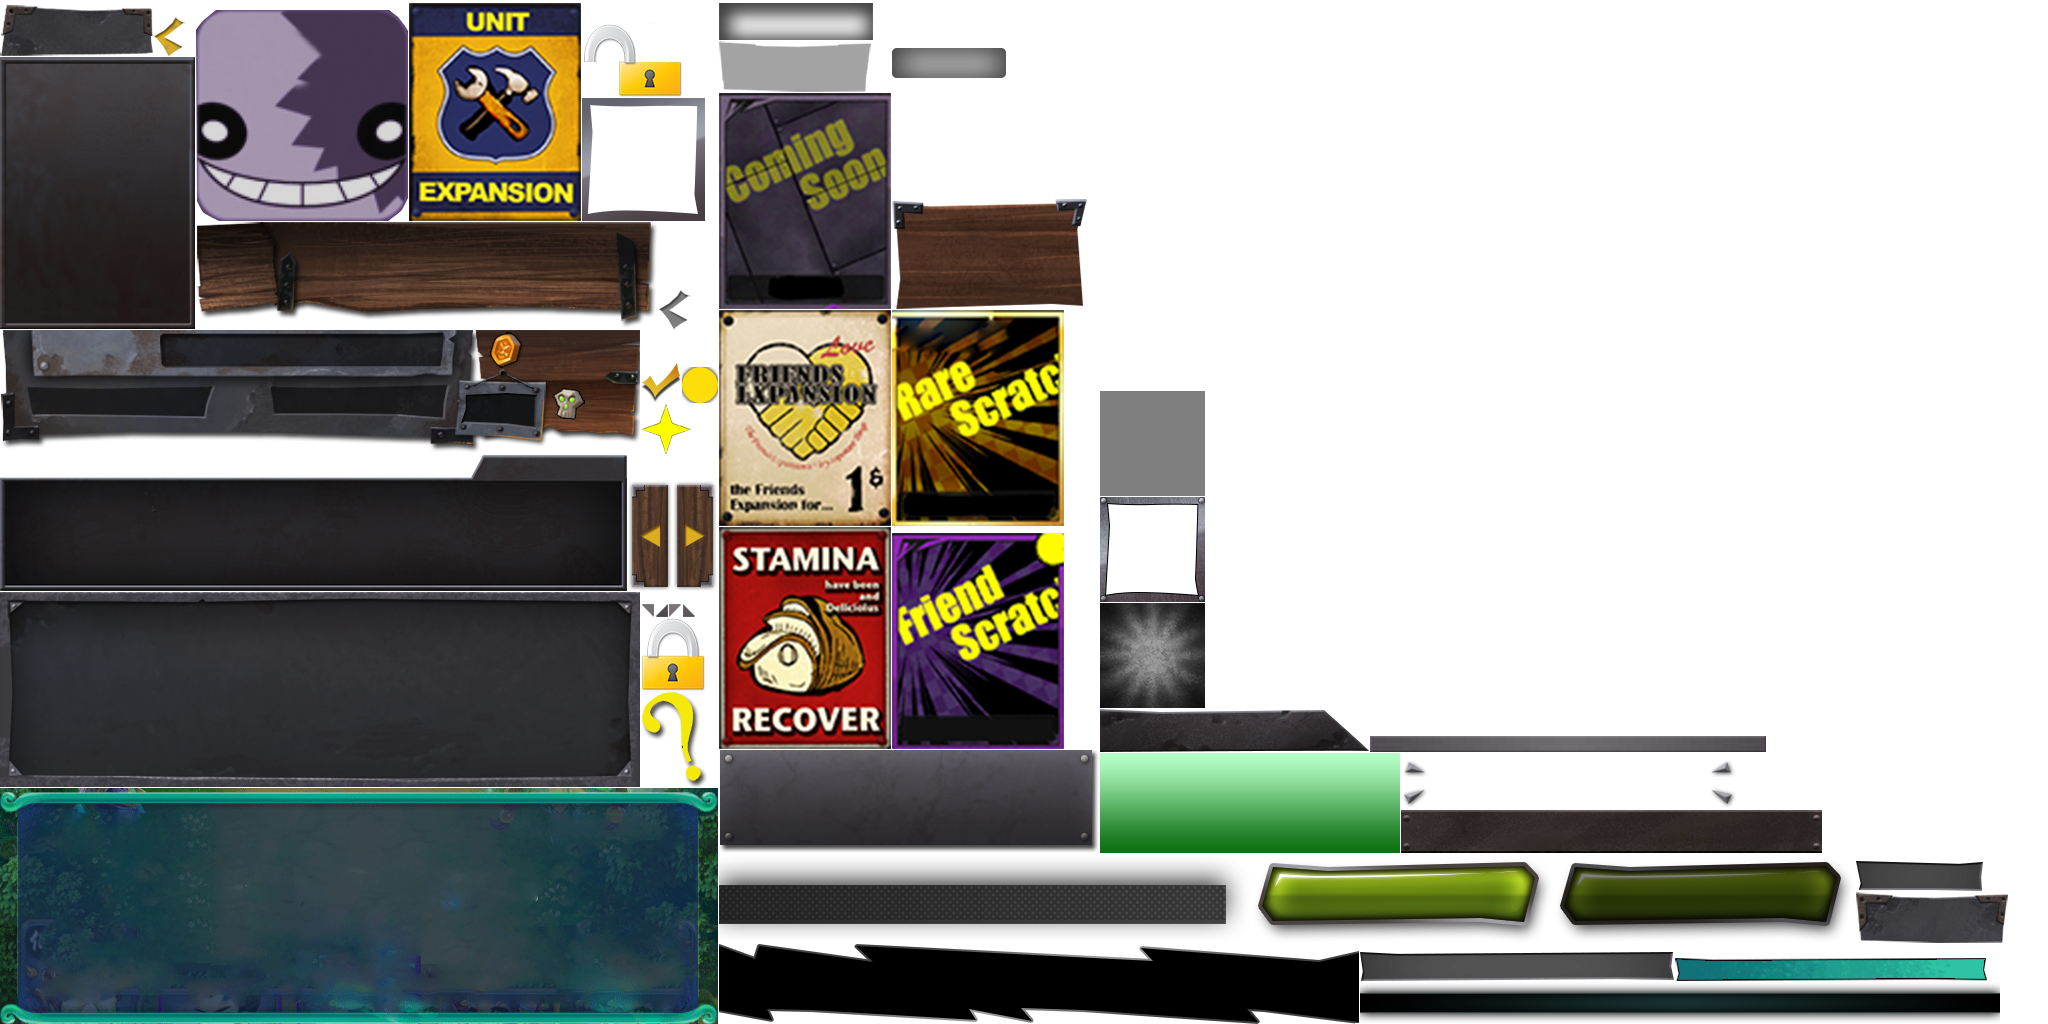 UNIT
EXPANSION
Coming
Soon
Love
FRIENDS
EXPANSION
the Friends
Expansion for...
1$
Rare
Scratc
STAMINA
have been
and
Deliciolus
RECOVER
Friend
Scratc